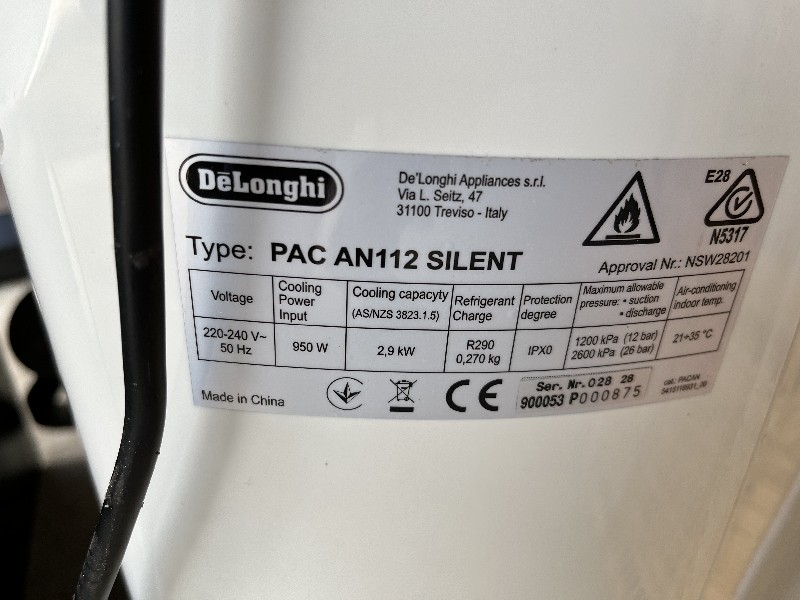 DēLonghi
De'Longhi Appliances s.r.l.
Via L. Seitz, 47
31100 Treviso - Italy
E28
N5317
Type: PAC AN112 SILENT
Approval Nr.: NSW28201
Voltage
Cooling
Power
Input
Cooling capacyty
(AS/NZS 3823.1.5)
Refrigerant
Charge
Protection
degree
Maximum allowable
pressure: • suction
• discharge
Air-conditioning
indoor temp.
220-240 V~
50 Hz
950 W
2,9 kW
R290
0,270 kg
IPX0
1200 kPa (12 bar)
2600 kPa (26 bar)
21÷35 °C
Made in China
CE
Ser. Nr. 028 28
900053 P000875
cat.: PACAN